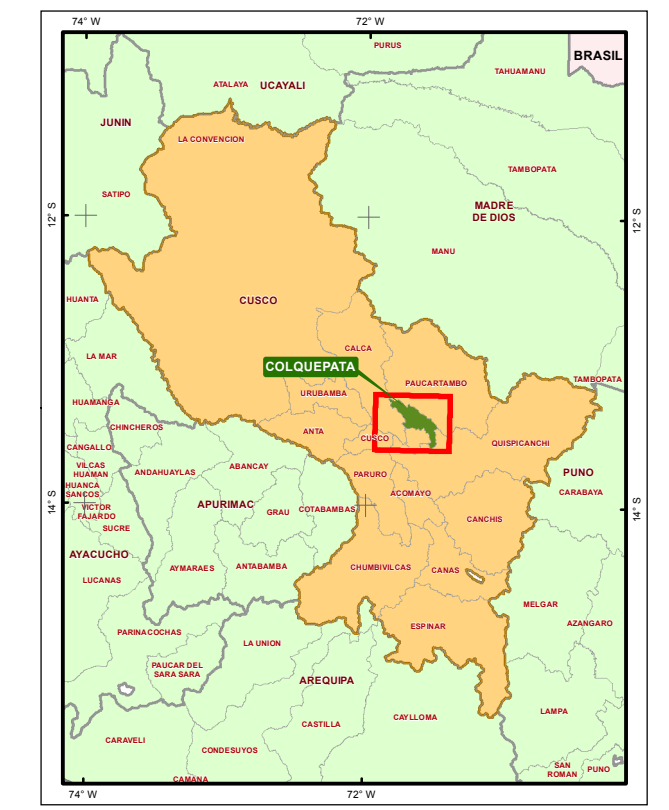 74° W
72° W
PURUS
BRASIL
TAHUAMANU
ATALAYA
UCAYALI
JUNIN
LA CONVENCION
TAMBOPATA
SATIPO
MADRE
DE DIOS
12° S
12° S
MANU
HUANTA
CUSCO
CALCA
LA MAR
COLQUEPATA
PAUCARTAMBO
TAMBOPATA
URUBAMBA
HUAMANGA
CHINCHEROS
ANTA
CUSCO
QUISPICANCHI
CANGALLO
VILCAS
HUAMAN
ANDAHUAYLAS
ABANCAY
PARURO
PUNO
HUANCA
SANCOS
ACOMAYO
CARABAYA
14° S
14° S
VICTOR
FAJARDO
APURIMAC
GRAU
COTABAMBAS
CANCHIS
SUCRE
AYACUCHO
LUCANAS
AYMARAES
ANTABAMBA
CHUMBIVILCAS
CANAS
MELGAR
AZANGARO
PARINACOCHAS
ESPINAR
LA UNION
PAUCAR DEL
SARA SARA
AREQUIPA
CASTILLA
CAYLLOMA
LAMPA
CARAVELI
CONDESUYOS
SAN
ROMAN
PUNO
CAMANA
74° W
72° W